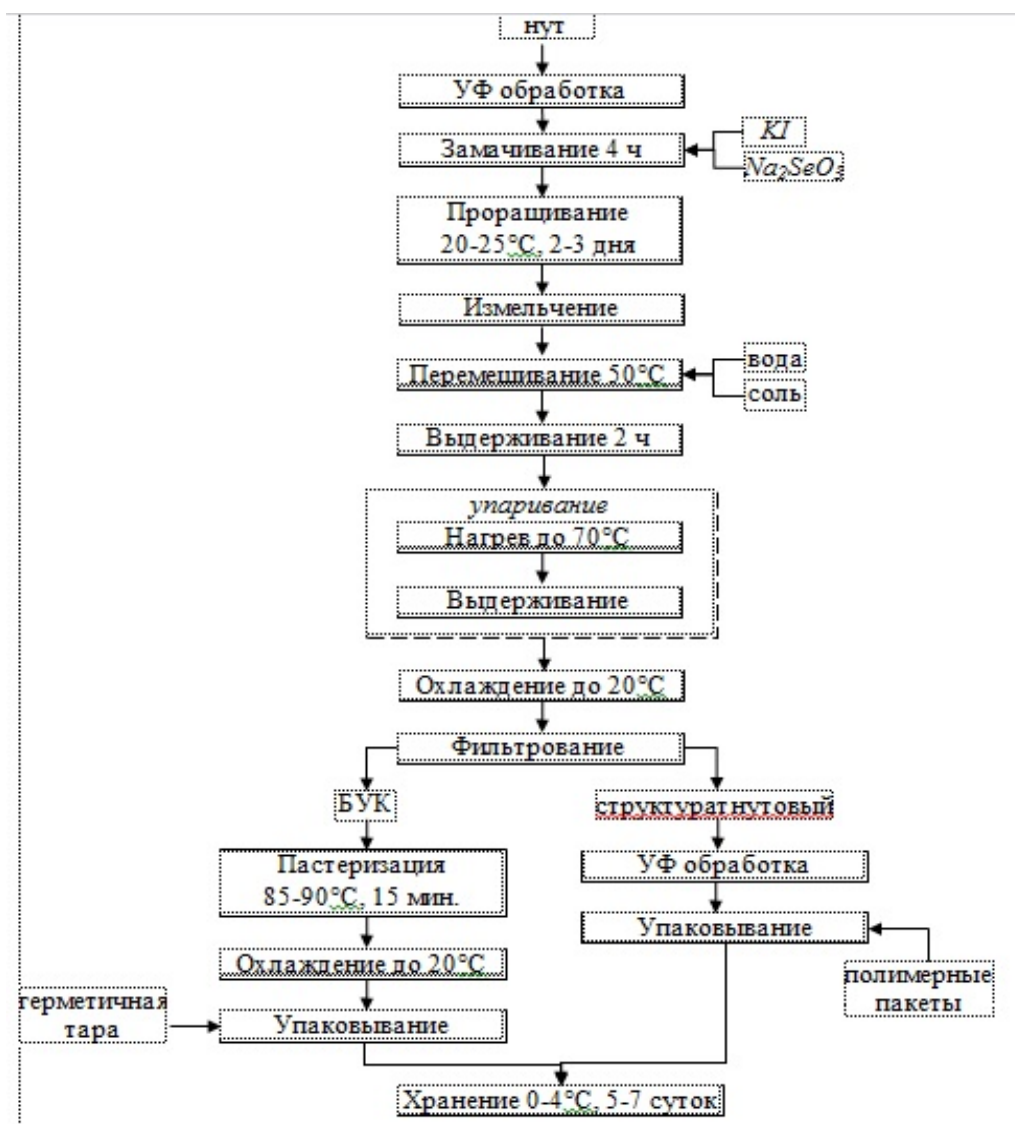 нут
УФ обработка
Замачивание 4 ч
KI
Na₂SeO₃
Проращивание
20-25°С, 2-3 дня
Измельчение
Перемешивание 50°С
вода
соль
Выдерживание 2 ч
упаривание
Нагрев до 70°С
Выдерживание
Охлаждение до 20°С
Фильтрование
БУК
структурат нутовый
Пастеризация
85-90°С, 15 мин.
УФ обработка
Упаковывание
Охлаждение до 20°С
полимерные
пакеты
герметичная
тара
Упаковывание
Хранение 0-4°С, 5-7 суток